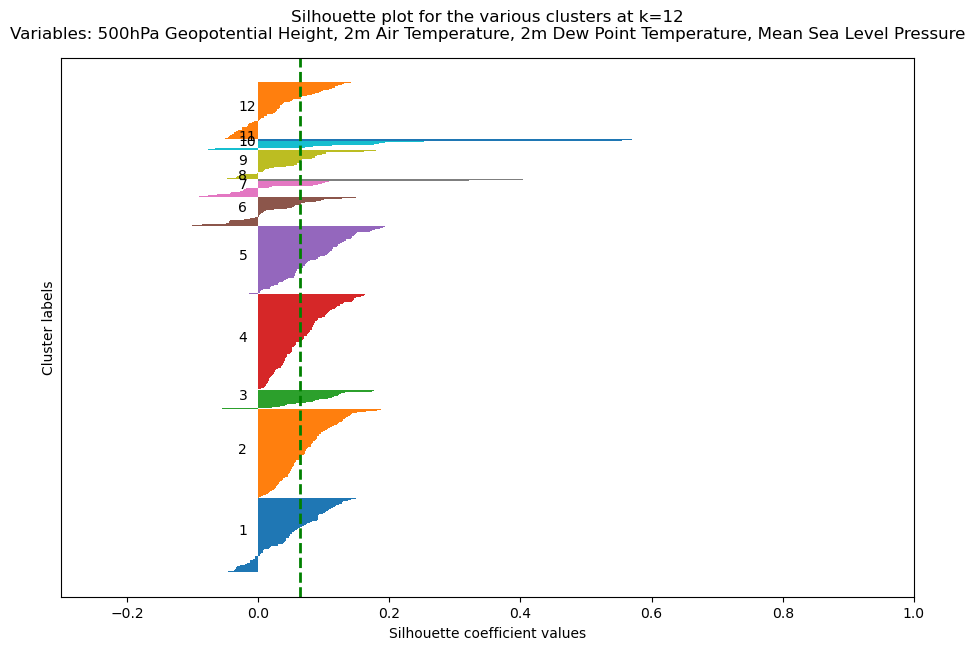 Silhouette plot for the various clusters at k=12
Variables: 500hPa Geopotential Height, 2m Air Temperature, 2m Dew Point Temperature, Mean Sea Level Pressure
12
11
10
9
8
7
6
5
4
3
2
1
Cluster labels
−0.2 0.0 0.2 0.4 0.6 0.8 1.0
Silhouette coefficient values